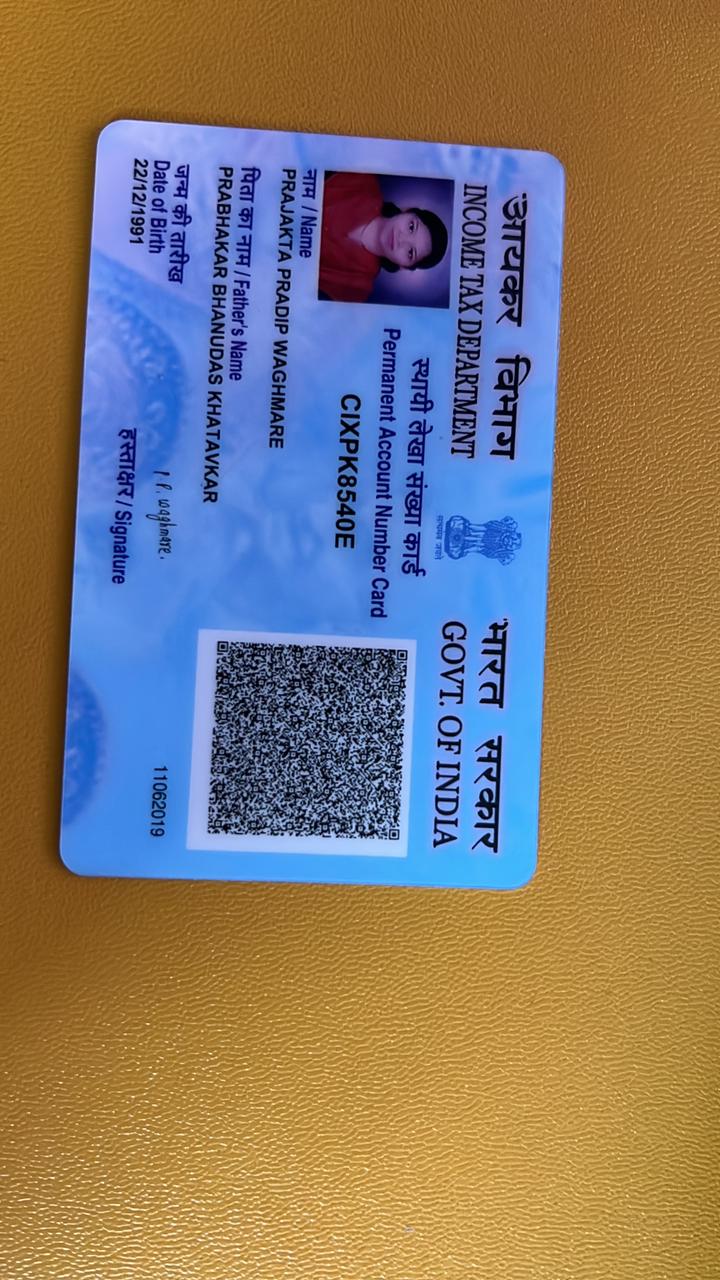 आयकर विभाग
INCOME TAX DEPARTMENT
सत्यमेव जयते
भारत सरकार
GOVT. OF INDIA
स्थायी लेखा संख्या कार्ड
Permanent Account Number Card
CIXPK8540E
नाम / Name
PRAJAKTA PRADIP WAGHMARE
पिता का नाम / Father's Name
PRABHAKAR BHANUDAS KHATAVKAR
जन्म की तारीख
Date of Birth
22/12/1991
P. P. Waghmare.
हस्ताक्षर / Signature
11062019